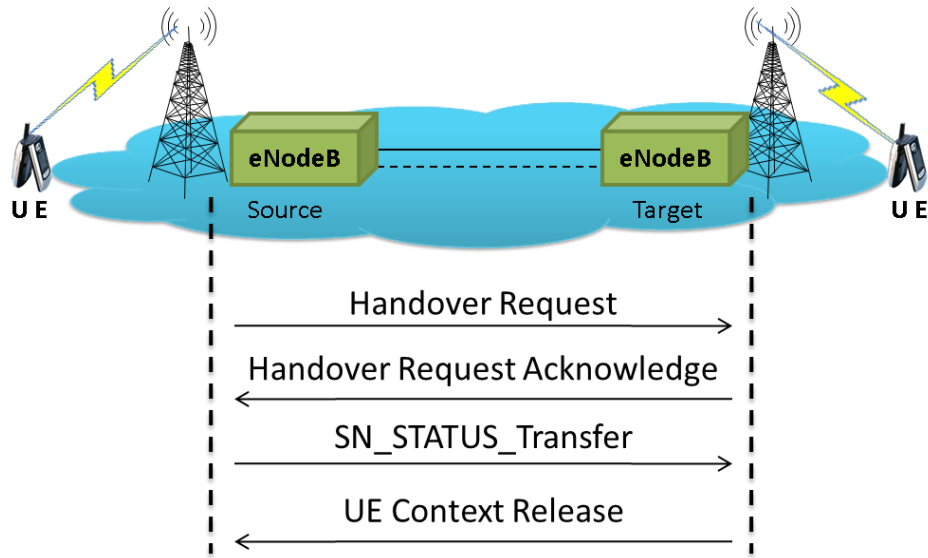 eNodeB
eNodeB
U E
Source
Target
U E
Handover Request
Handover Request Acknowledge
SN_STATUS_Transfer
UE Context Release